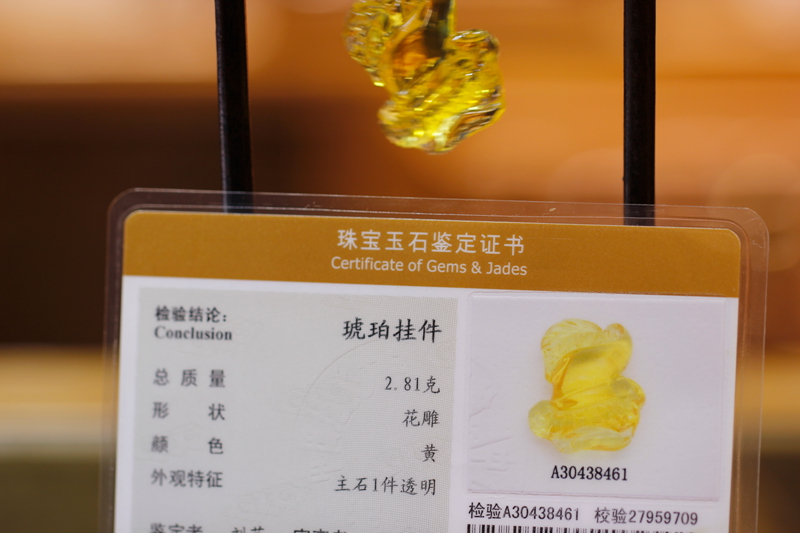 珠宝玉石鉴定证书
Certificate of Gems & Jades
检验结论:
Conclusion
琥珀挂件
总质量 2.81克
形状 花雕
颜色 黄
外观特征 主石1件透明
鉴定者
A30438461
检验A30438461 校验27959709